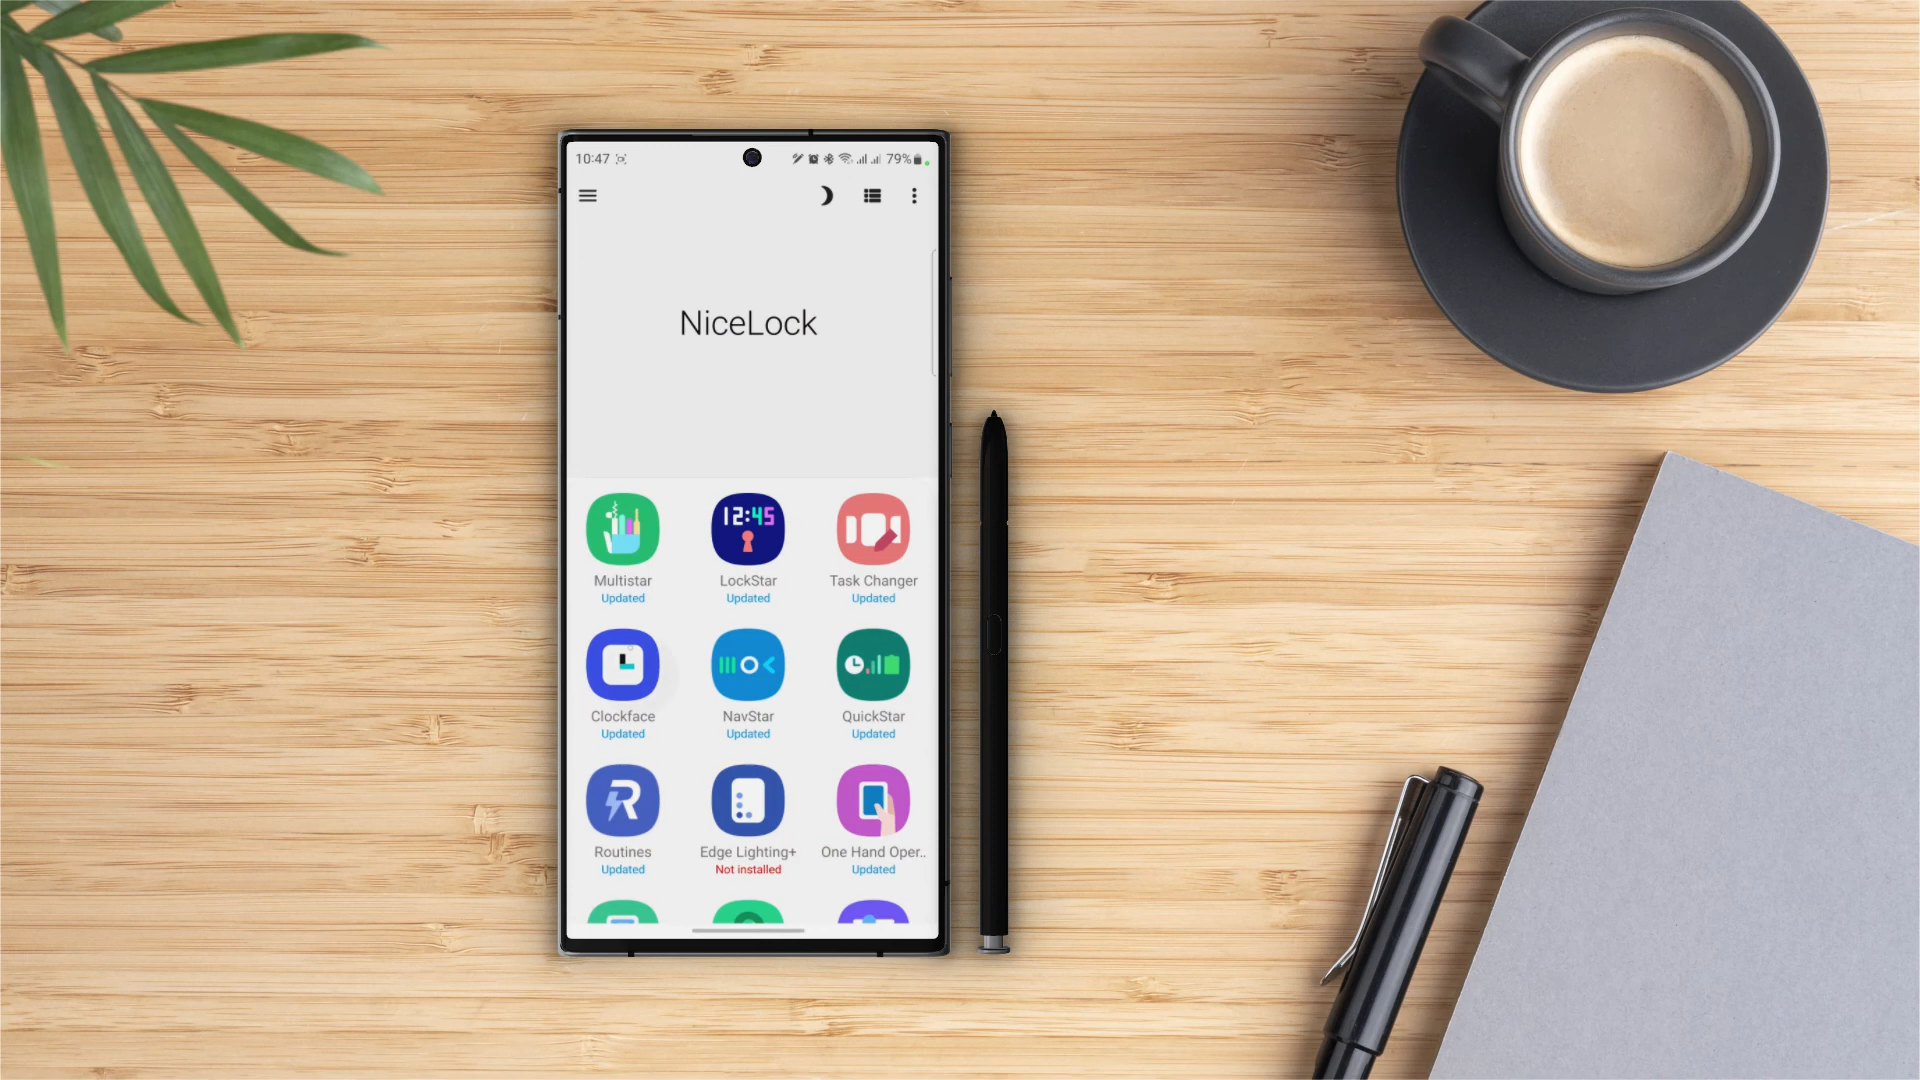 10:47 79%
NiceLock
12:45
Multistar LockStar Task Changer
Updated Updated Updated
Clockface NavStar QuickStar
Updated Updated Updated
R
Routines Edge Lighting+ One Hand Oper..
Updated Not installed Updated